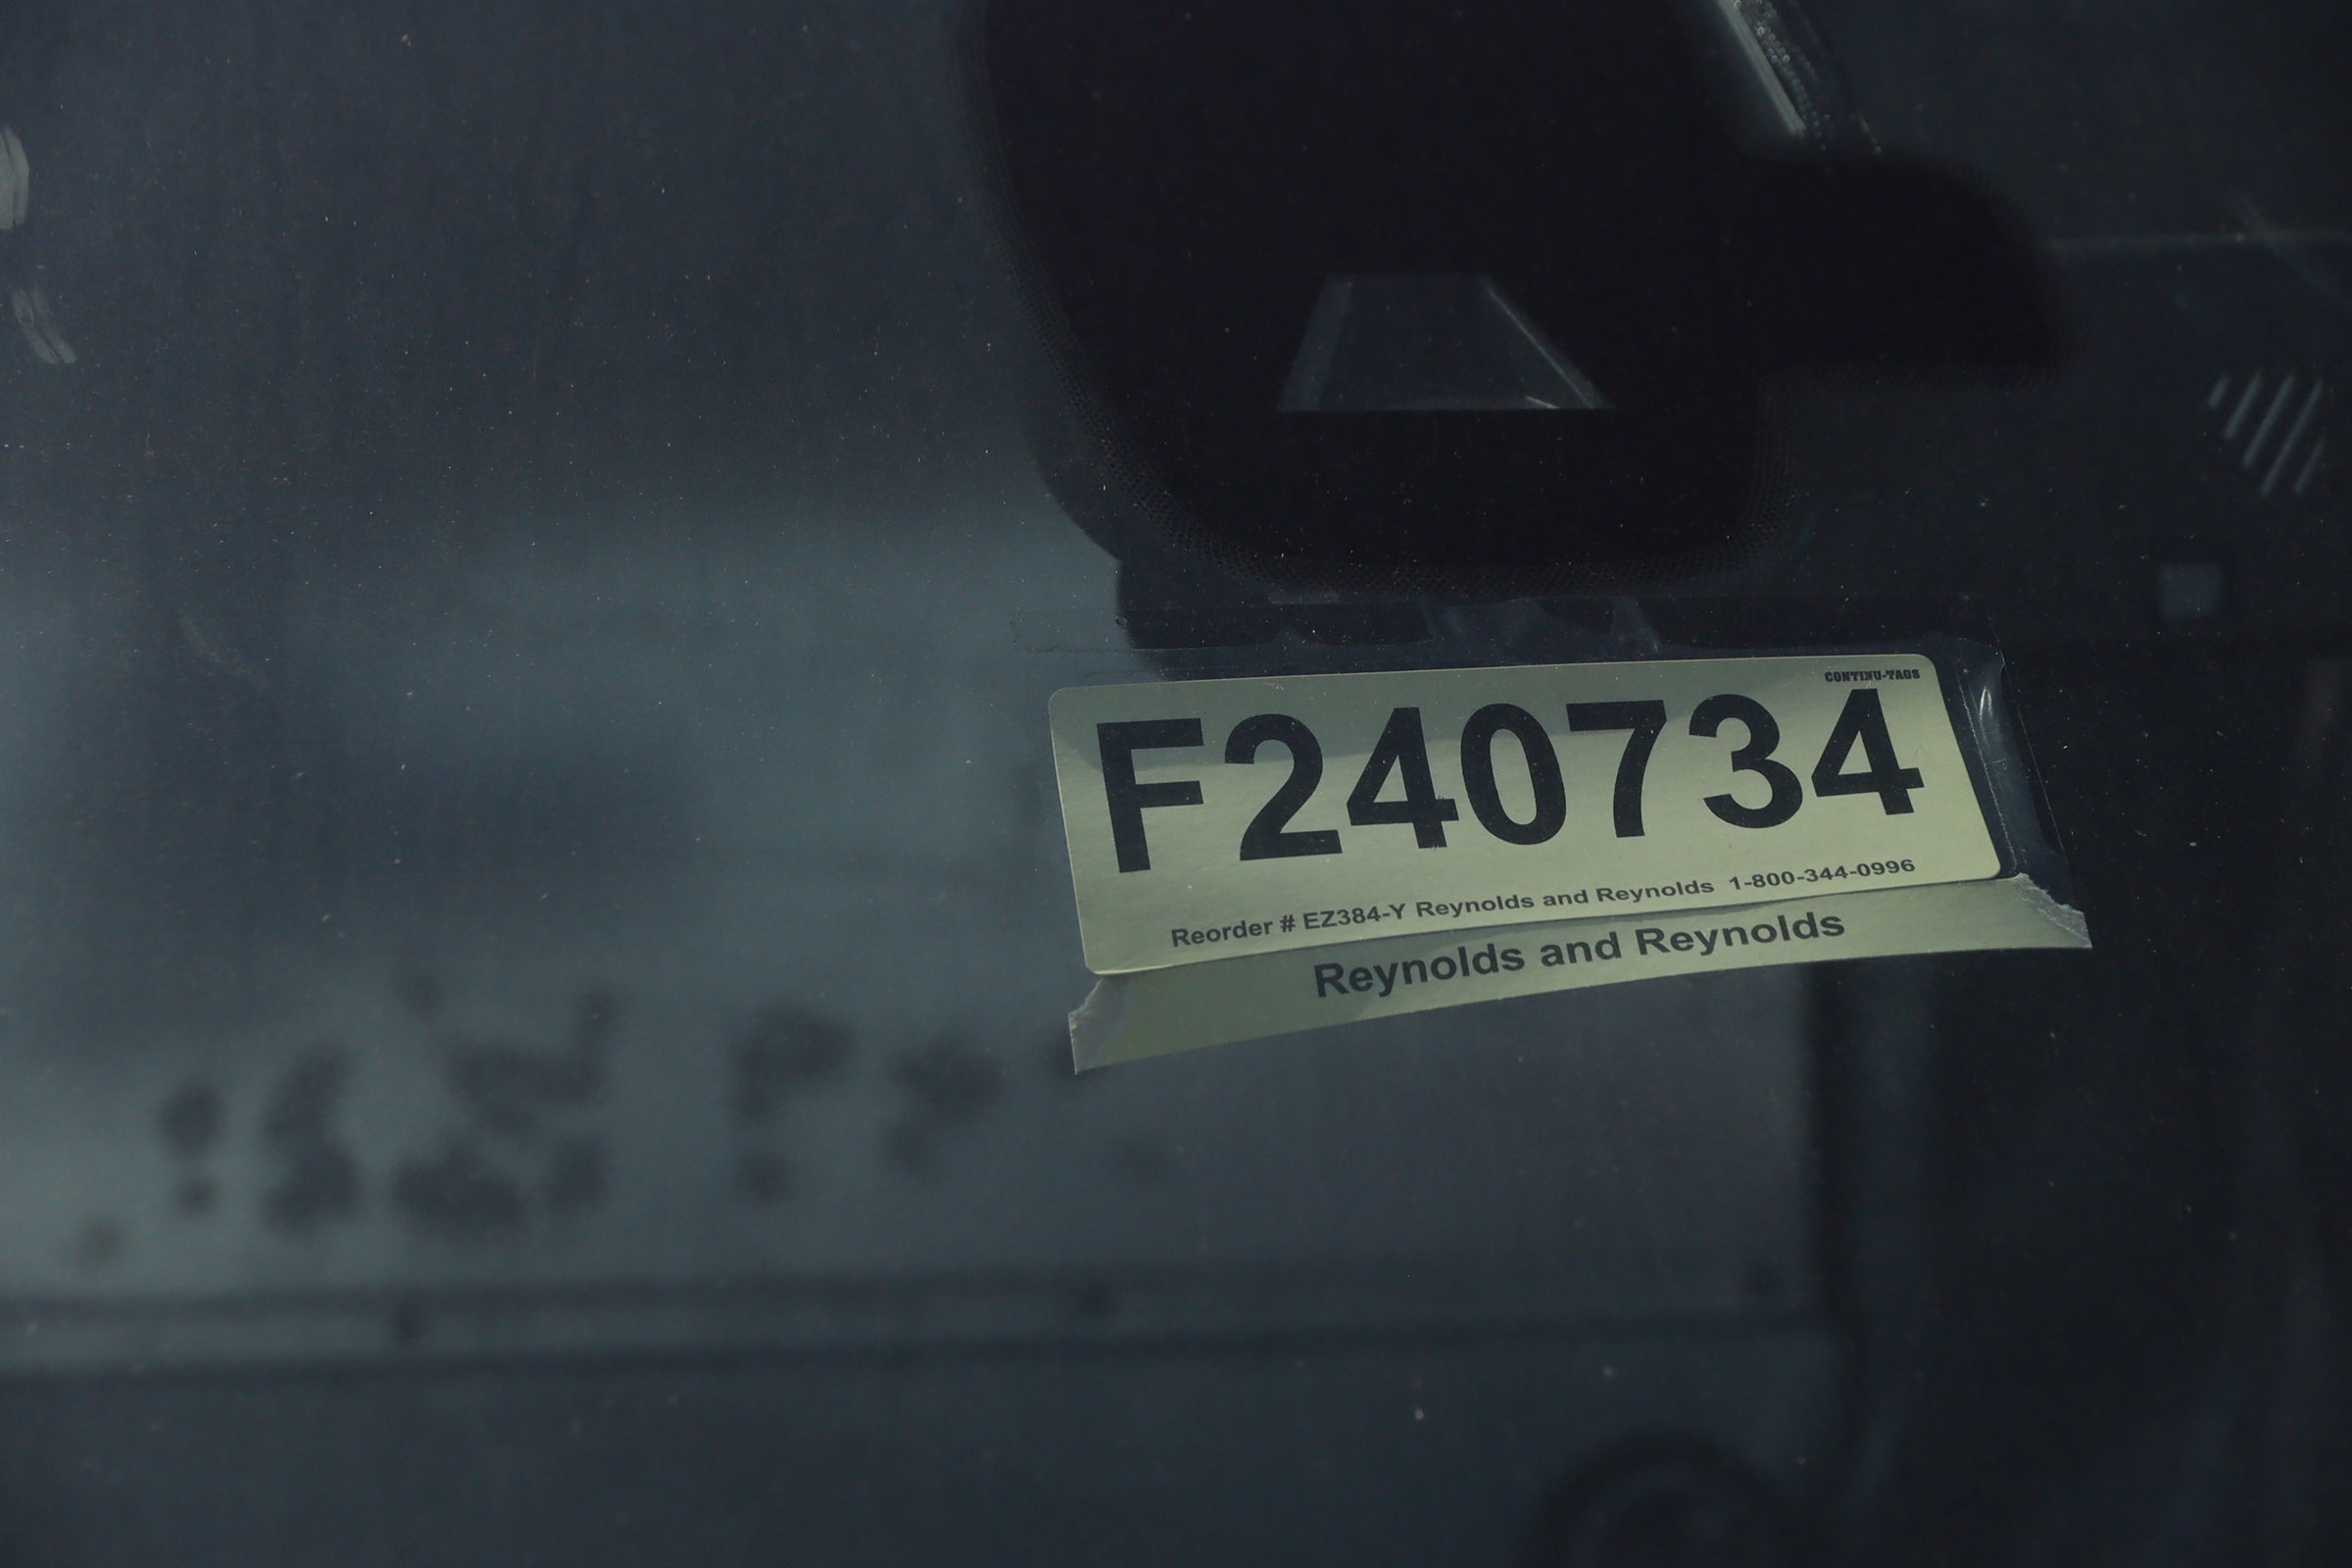 CONTINU-TAGS
F240734
Reorder # EZ384-Y Reynolds and Reynolds 1-800-344-0996
Reynolds and Reynolds